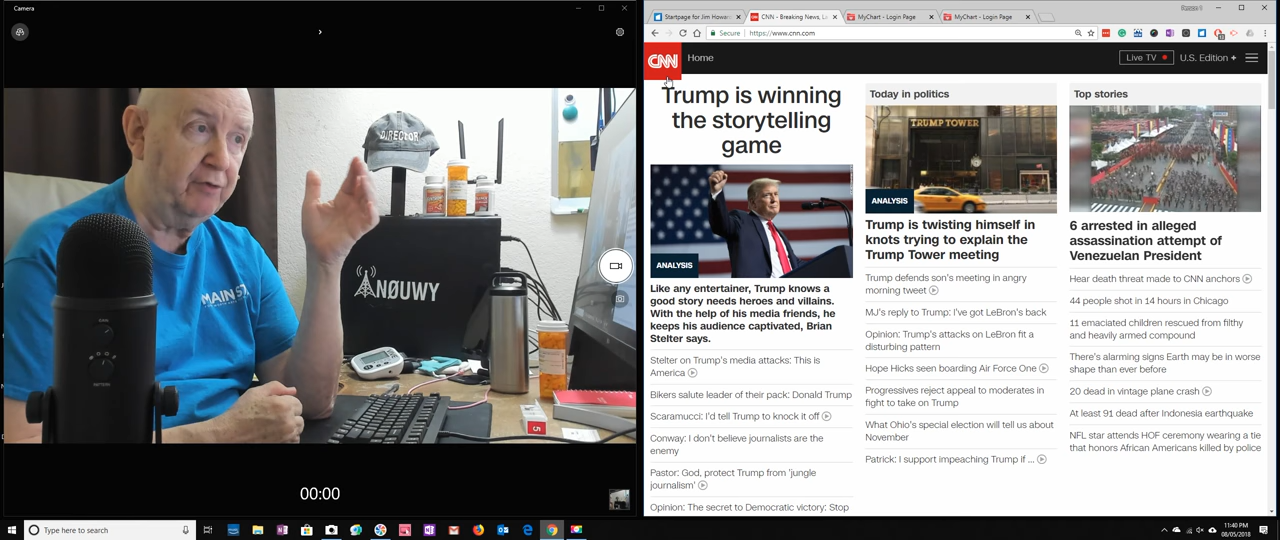 Camera
DIRECTOR
MAIN ST
NØUWY
5
00:00
Startpage for Jim Howar
CNN - Breaking News, La
MyChart - Login Page
MyChart - Login Page
Secure
https://www.cnn.com
CNN
Home
Live TV
U.S. Edition +
Trump is winning
the storytelling
game
ANALYSIS
Like any entertainer, Trump knows a
good story needs heroes and villains.
With the help of his media friends, he
keeps his audience captivated, Brian
Stelter says.
Stelter on Trump's media attacks: This is
America
Bikers salute leader of their pack: Donald Trump
Scaramucci: I'd tell Trump to knock it off
Conway: I don't believe journalists are the
enemy
Pastor: God, protect Trump from 'jungle
journalism'
Opinion: The secret to Democratic victory: Stop
Today in politics
TRUMP TOWER
ANALYSIS
Trump is twisting himself in
knots trying to explain the
Trump Tower meeting
Trump defends son's meeting in angry
morning tweet
MJ's reply to Trump: I've got LeBron's back
Opinion: Trump's attacks on LeBron fit a
disturbing pattern
Hope Hicks seen boarding Air Force One
Progressives reject appeal to moderates in
fight to take on Trump
What Ohio's special election will tell us about
November
Patrick: I support impeaching Trump if ...
Top stories
6 arrested in alleged
assassination attempt of
Venezuelan President
Hear death threat made to CNN anchors
44 people shot in 14 hours in Chicago
11 emaciated children rescued from filthy
and heavily armed compound
There's alarming signs Earth may be in worse
shape than ever before
20 dead in vintage plane crash
At least 91 dead after Indonesia earthquake
NFL star attends HOF ceremony wearing a tie
that honors African Americans killed by police
Type here to search
11:40 PM
08/05/2018